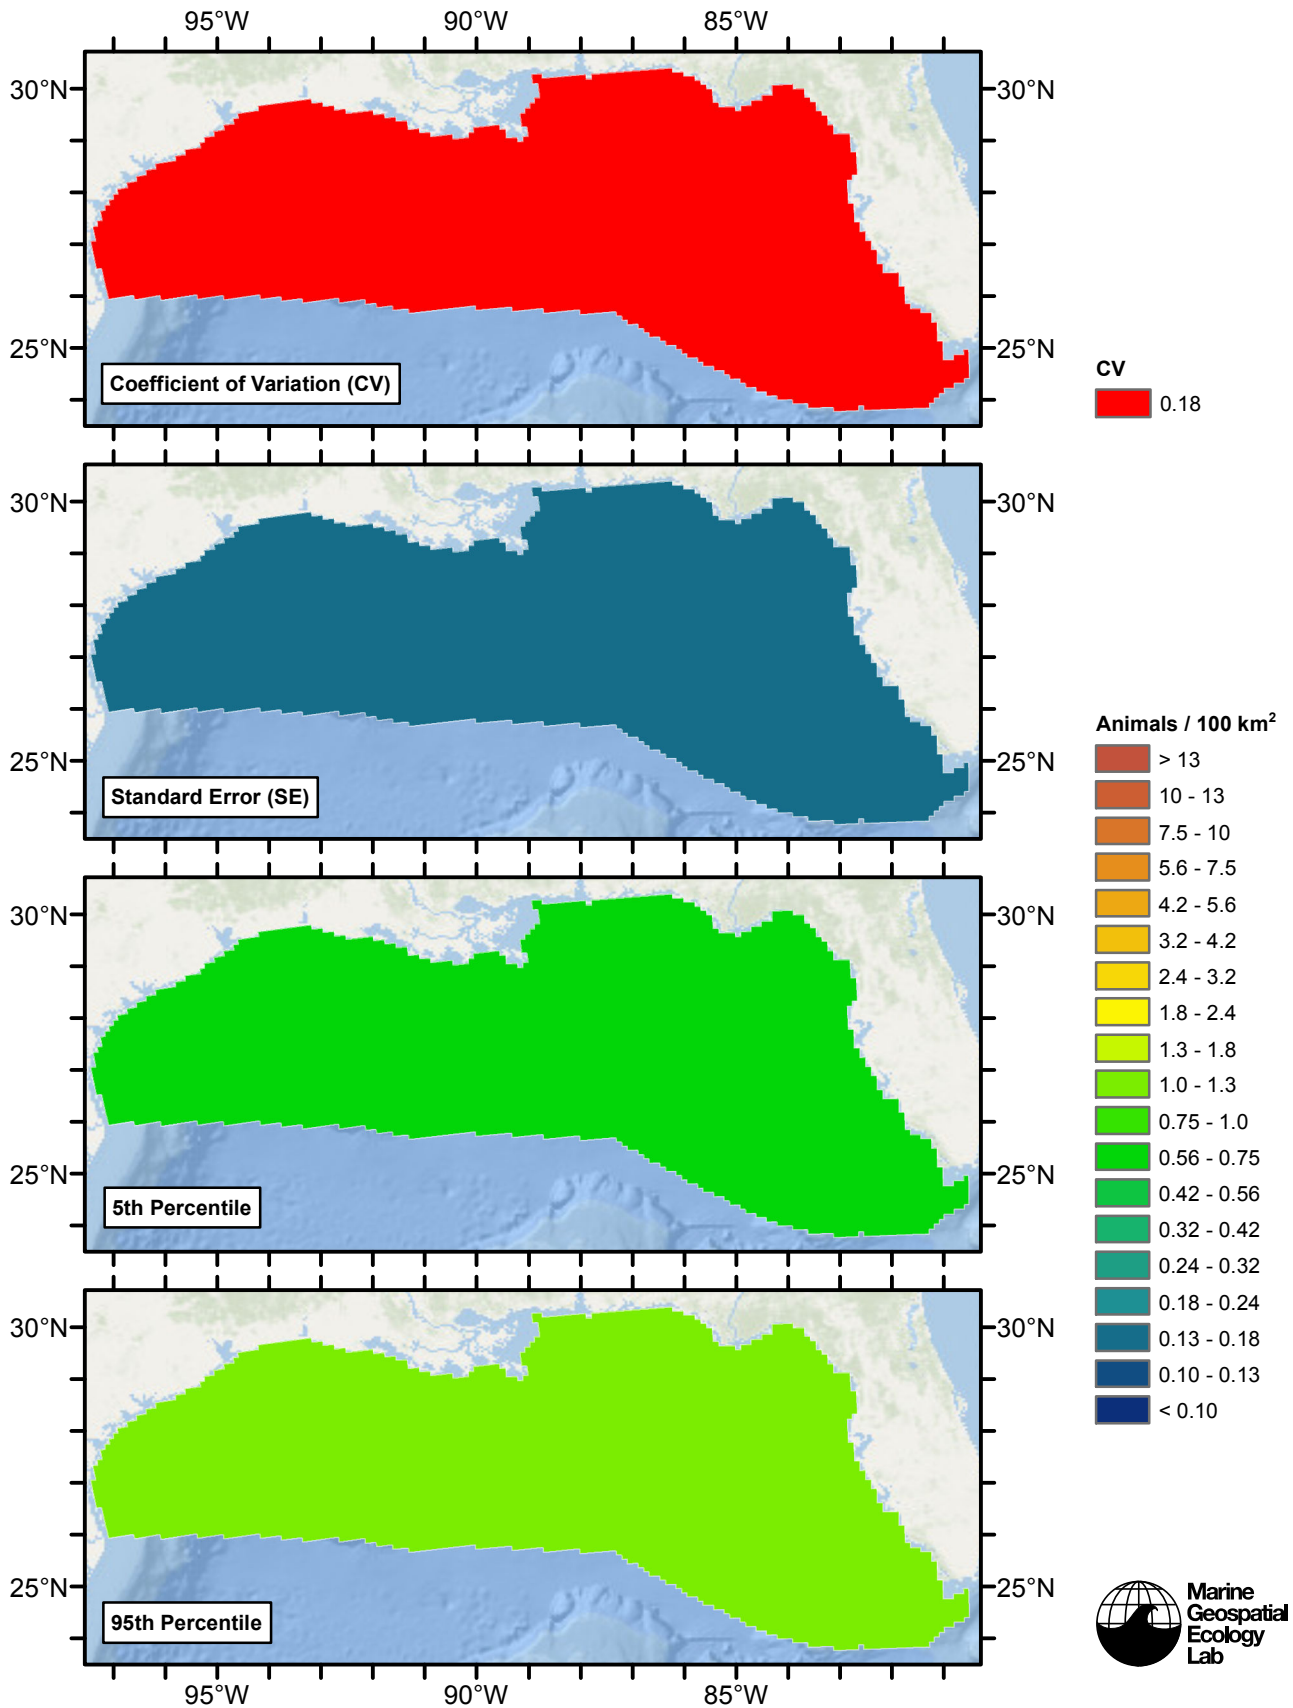 95°W 90°W 85°W
30°N 30°N
25°N 25°N
Coefficient of Variation (CV)
CV
0.18
30°N 30°N
25°N 25°N
Standard Error (SE)
Animals / 100 km²
> 13
10 - 13
7.5 - 10
5.6 - 7.5
4.2 - 5.6
3.2 - 4.2
2.4 - 3.2
1.8 - 2.4
1.3 - 1.8
1.0 - 1.3
0.75 - 1.0
0.56 - 0.75
0.42 - 0.56
0.32 - 0.42
0.24 - 0.32
0.18 - 0.24
0.13 - 0.18
0.10 - 0.13
< 0.10
30°N 30°N
25°N 25°N
5th Percentile
30°N 30°N
25°N 25°N
95th Percentile
95°W 90°W 85°W
Marine
Geospatial
Ecology
Lab